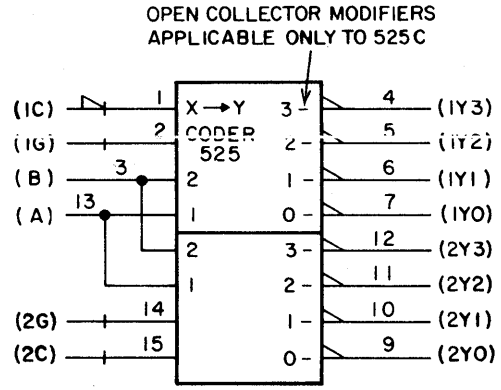 OPEN COLLECTOR MODIFIERS
APPLICABLE ONLY TO 525C
(1C) 1 X→Y 3 - 4 (1Y3)
(1G) 2 CODER 2 - 5 (1Y2)
525
(B) 3 2 1 - 6 (1Y1)
(A) 13 1 0 - 7 (1Y0)
2 3 - 12 (2Y3)
1 2 - 11 (2Y2)
(2G) 14 1 - 10 (2Y1)
(2C) 15 0 - 9 (2Y0)